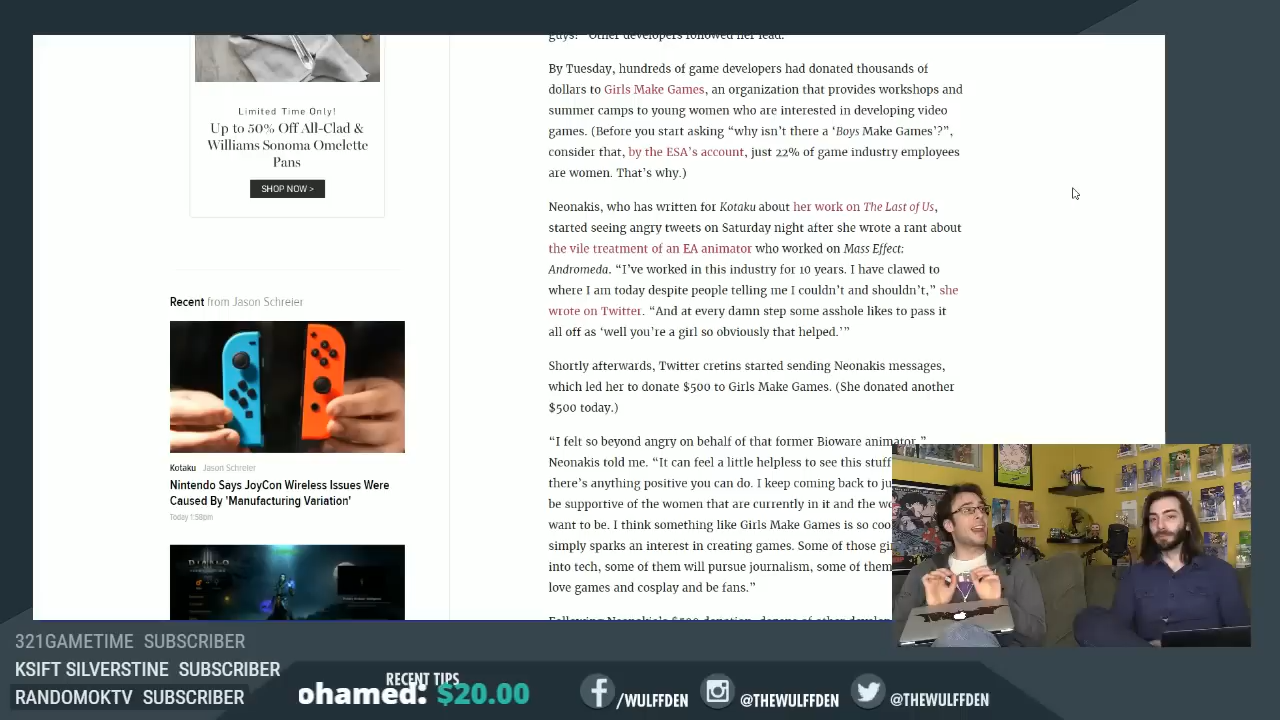 guys!" Other developers followed her lead.
By Tuesday, hundreds of game developers had donated thousands of
dollars to Girls Make Games, an organization that provides workshops and
summer camps to young women who are interested in developing video
games. (Before you start asking “why isn’t there a ‘Boys Make Games’?”,
consider that, by the ESA’s account, just 22% of game industry employees
are women. That’s why.)
Neonakis, who has written for Kotaku about her work on The Last of Us,
started seeing angry tweets on Saturday night after she wrote a rant about
the vile treatment of an EA animator who worked on Mass Effect:
Andromeda. “I’ve worked in this industry for 10 years. I have clawed to
where I am today despite people telling me I couldn’t and shouldn’t,” she
wrote on Twitter. “And at every damn step some asshole likes to pass it
all off as ‘well you’re a girl so obviously that helped.’”
Shortly afterwards, Twitter cretins started sending Neonakis messages,
which led her to donate $500 to Girls Make Games. (She donated another
$500 today.)
“I felt so beyond angry on behalf of that former Bioware animator,”
Neonakis told me. “It can feel a little helpless to see this stuff
there’s anything positive you can do. I keep coming back to ju
be supportive of the women that are currently in it and the wo
want to be. I think something like Girls Make Games is so coo
simply sparks an interest in creating games. Some of those gi
into tech, some of them will pursue journalism, some of them
love games and cosplay and be fans.”
Following Neonakis’s $500 donation, dozens of other develop
Limited Time Only!
Up to 50% Off All-Clad &
Williams Sonoma Omelette
Pans
SHOP NOW >
Recent from Jason Schreier
Kotaku Jason Schreier
Nintendo Says JoyCon Wireless Issues Were
Caused By 'Manufacturing Variation'
Today 1:58pm
DIABLO
321GAMETIME SUBSCRIBER
KSIFT SILVERSTINE SUBSCRIBER
RANDOMOKTV SUBSCRIBER
RECENT TIPS
ohamed: $20.00
/WULFFDEN
@THEWULFFDEN
@THEWULFFDEN